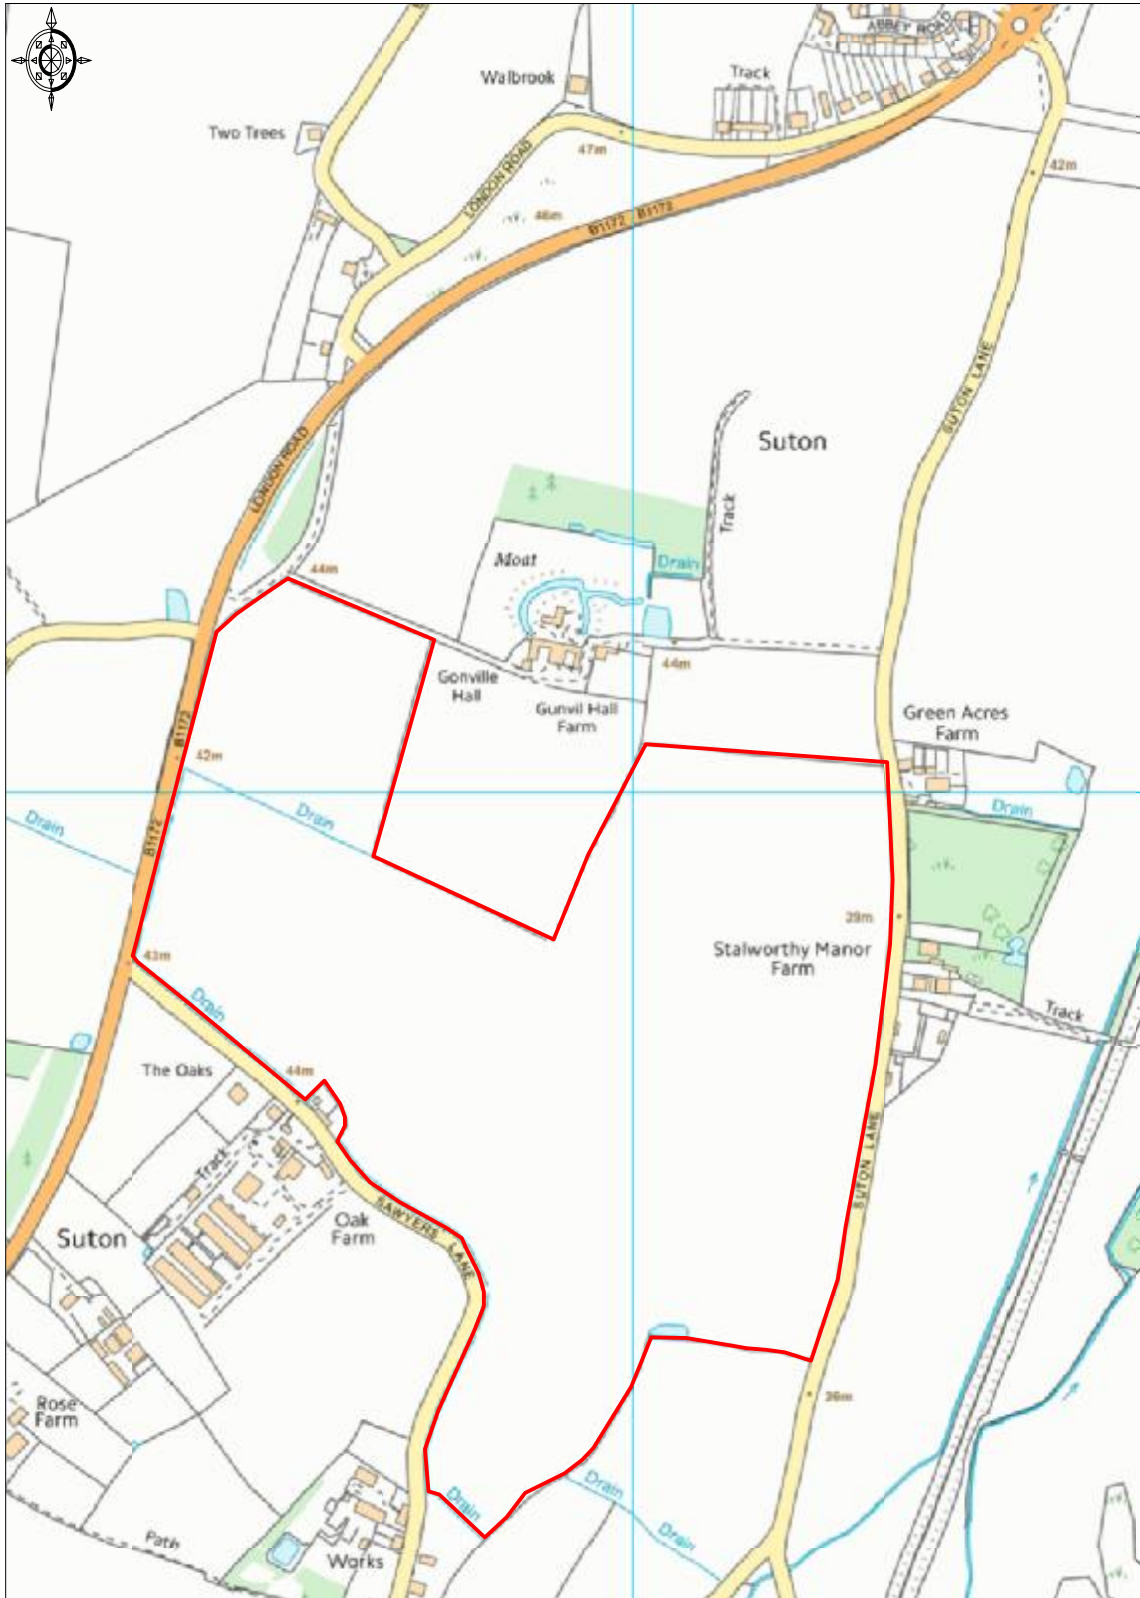 ABBEY ROAD
Walbrook
Track
Two Trees
47m
LONDON ROAD
42m
46m
B1172 B1172
SUTON LANE
Suton
LONDON ROAD
Track
Moat
Drain
44m
44m
Gonville
Hall
Gunvil Hall
Farm
Green Acres
Farm
B1172
42m
Drain
Drain
Drain
B1172
39m
Stalworthy Manor
Farm
43m
Drain
Track
The Oaks
44m
Track
SUTON LANE
Oak
Farm
SAWYERS LANE
Suton
Rose
Farm
39m
Drain
Drain
Drain
Path
Works